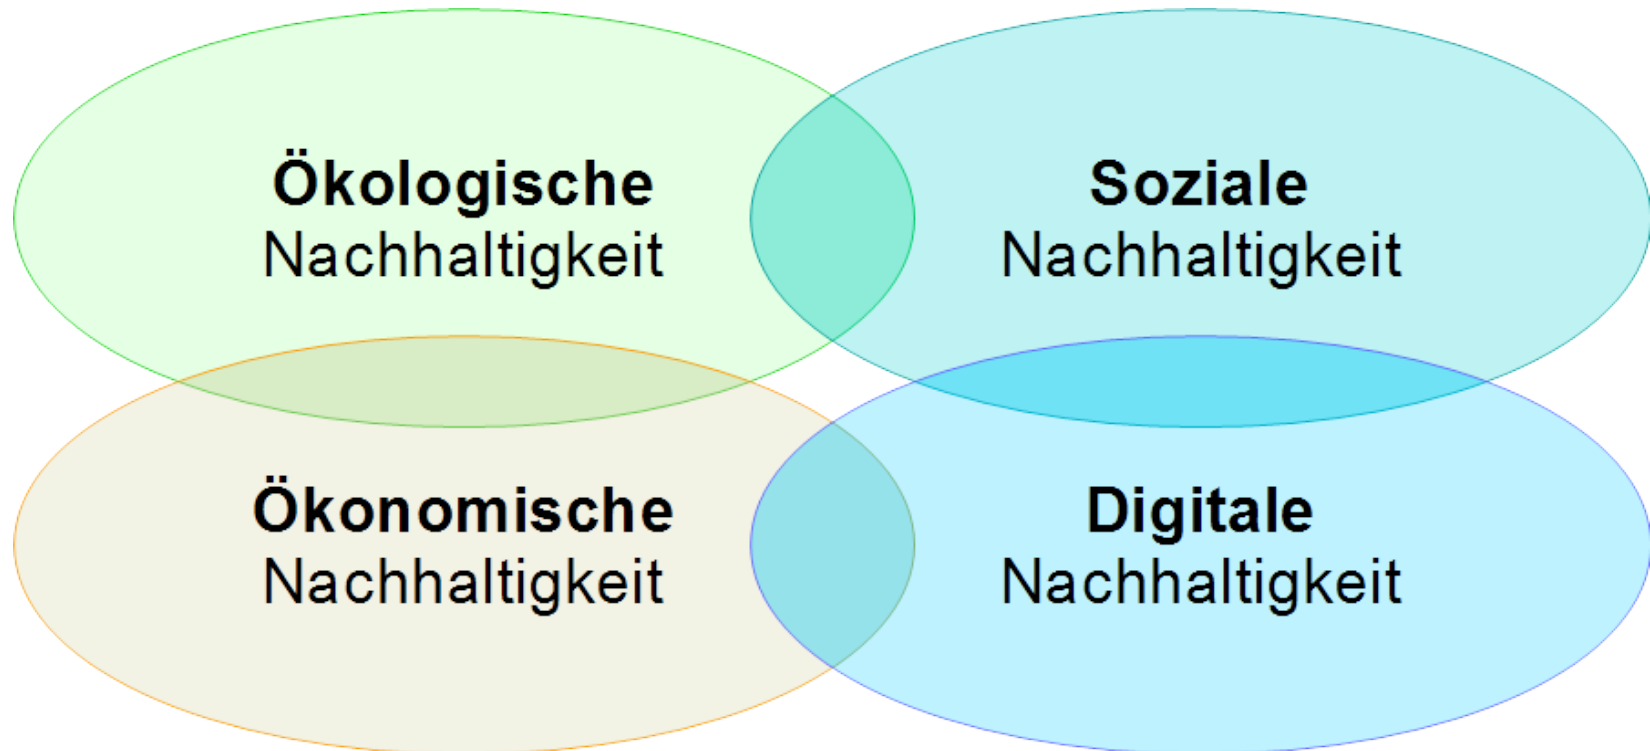 Ökologische
Nachhaltigkeit
Soziale
Nachhaltigkeit
Ökonomische
Nachhaltigkeit
Digitale
Nachhaltigkeit